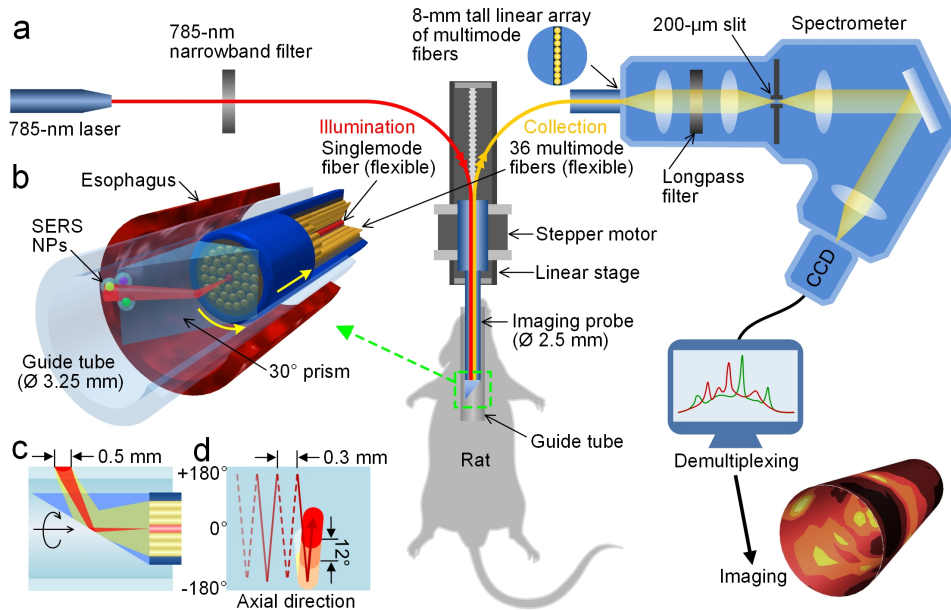 a
785-nm
narrowband filter
785-nm laser
8-mm tall linear array
of multimode
fibers
200-µm slit
Spectrometer
Illumination
Singlemode
fiber (flexible)
Collection
36 multimode
fibers (flexible)
Longpass
filter
CCD
b
Esophagus
SERS
NPs
Guide tube
(Ø 3.25 mm)
30° prism
Stepper motor
Linear stage
Imaging probe
(Ø 2.5 mm)
Guide tube
Rat
Demultiplexing
Imaging
c
0.5 mm
d
0.3 mm
+180°
0°
-180°
12°
Axial direction